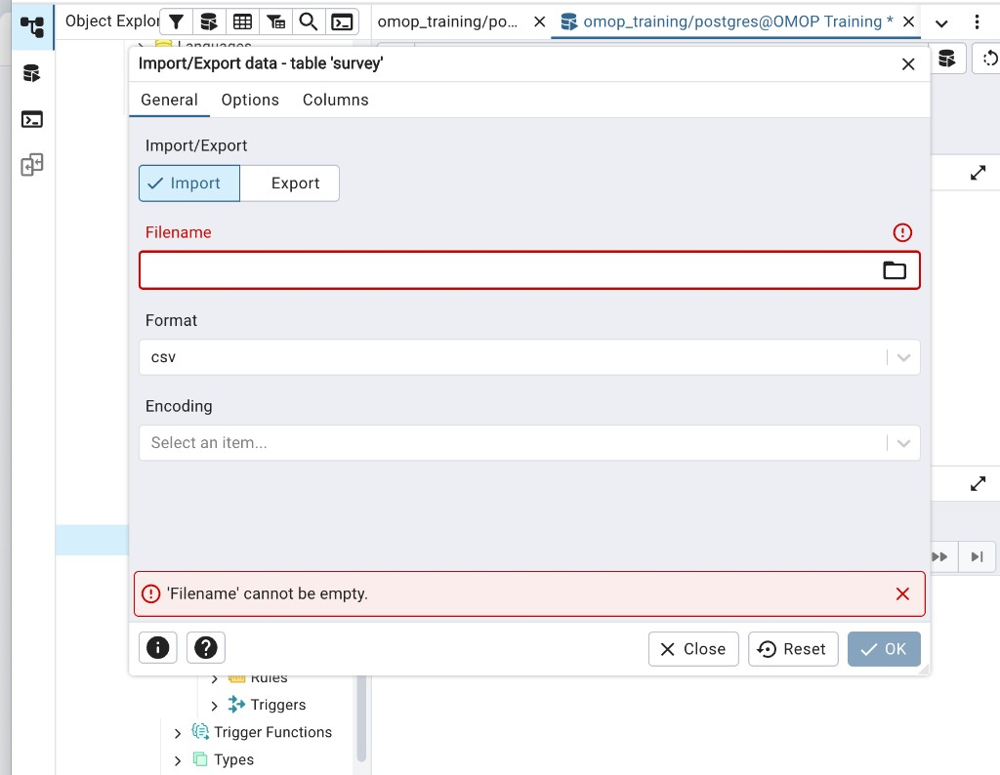 Object Explor
omop_training/po...
omop_training/postgres@OMOP Training *
Languages
Import/Export data - table 'survey'
General Options Columns
Import/Export
Import Export
Filename
Format
csv
Encoding
Select an item...
'Filename' cannot be empty.
Close Reset OK
Rules
Triggers
Trigger Functions
Types